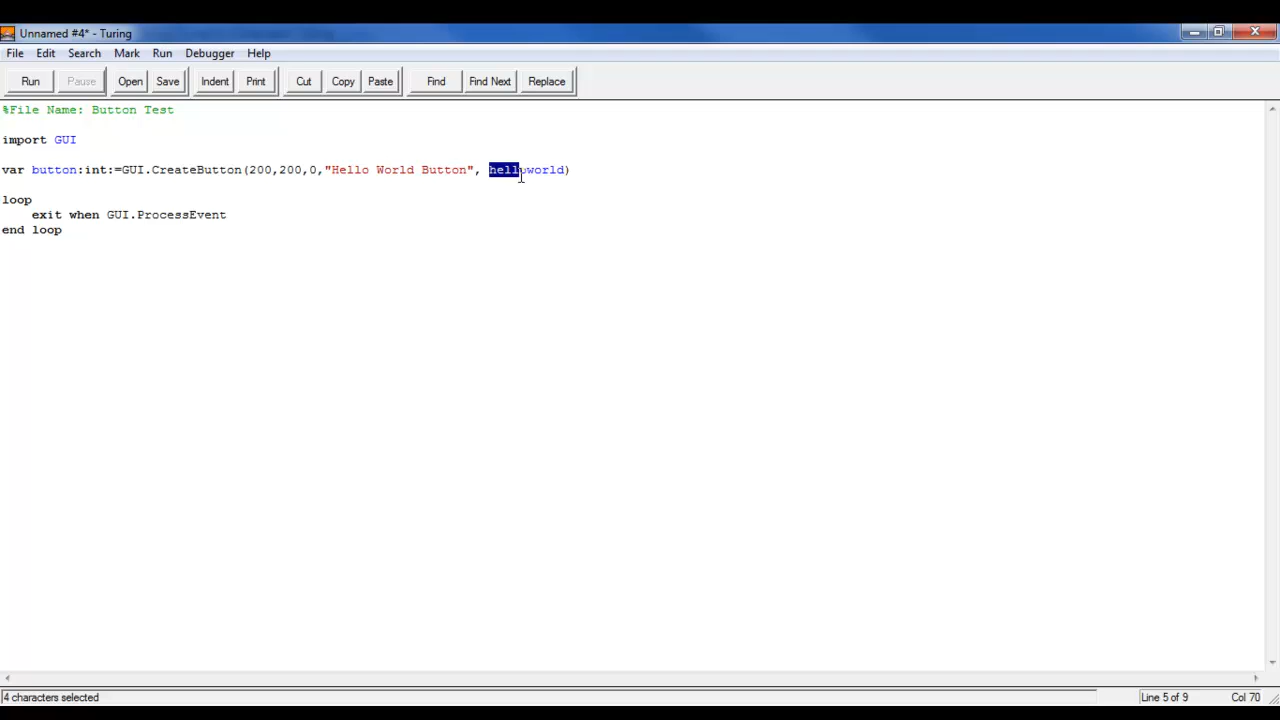 Unnamed #4* - Turing
File Edit Search Mark Run Debugger Help
Run Pause Open Save Indent Print Cut Copy Paste Find Find Next Replace
%File Name: Button Test
import GUI
var button:int:=GUI.CreateButton(200,200,0,"Hello World Button", helloworld)
loop
exit when GUI.ProcessEvent
end loop
4 characters selected Line 5 of 9 Col 70